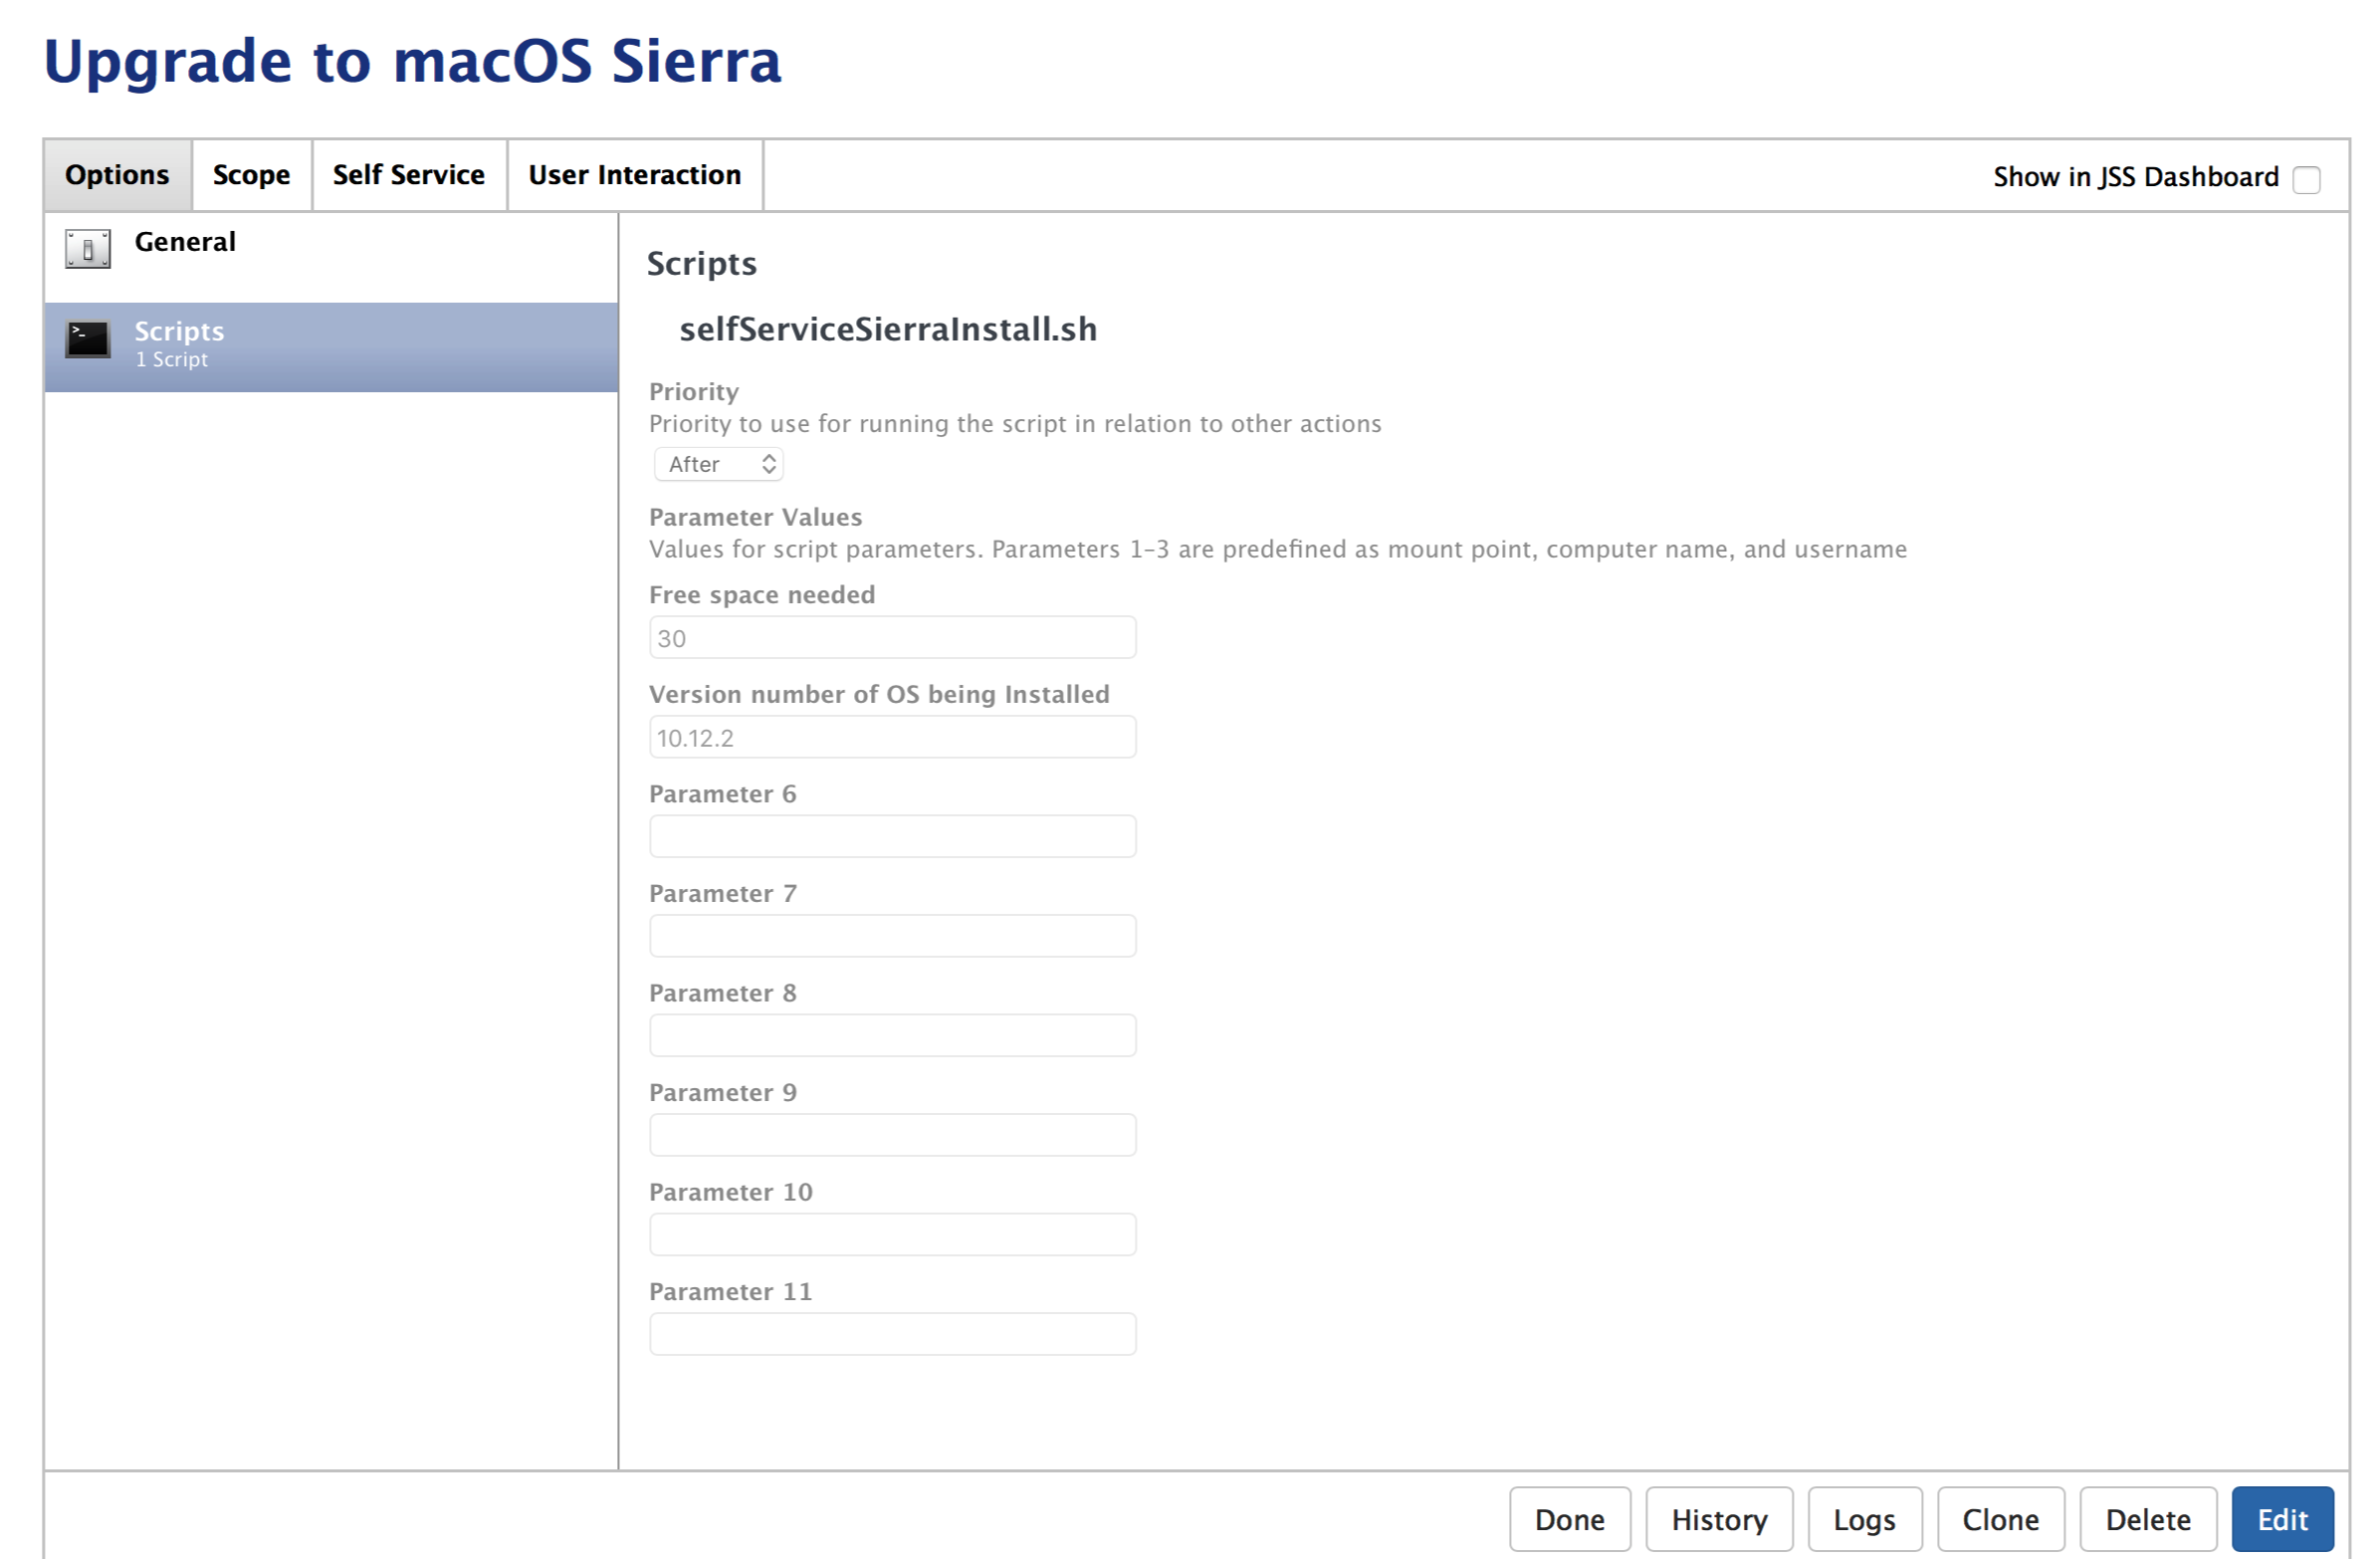 Upgrade to macOS Sierra
Options Scope Self Service User Interaction Show in JSS Dashboard
General
Scripts
1 Script
Scripts
selfServiceSierraInstall.sh
Priority
Priority to use for running the script in relation to other actions
After
Parameter Values
Values for script parameters. Parameters 1–3 are predefined as mount point, computer name, and username
Free space needed
30
Version number of OS being Installed
10.12.2
Parameter 6
Parameter 7
Parameter 8
Parameter 9
Parameter 10
Parameter 11
Done History Logs Clone Delete Edit